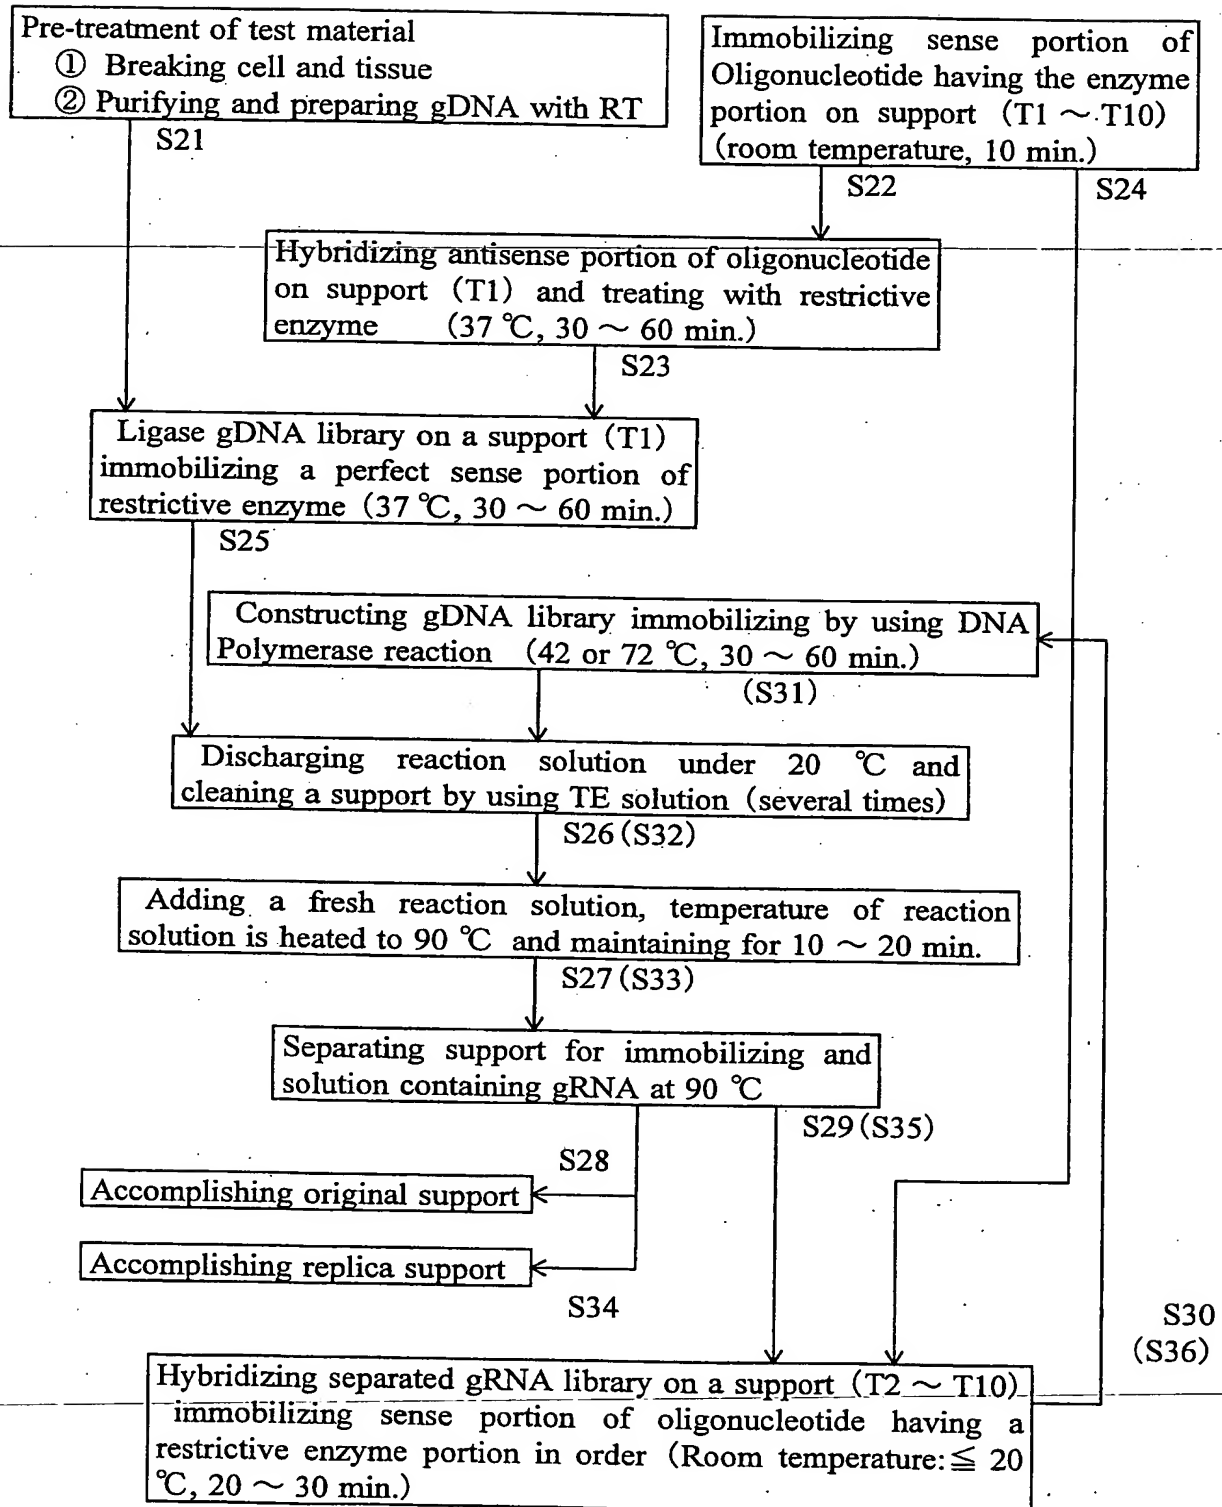 Pre-treatment of test material
① Breaking cell and tissue
② Purifying and preparing gDNA with RT
S21
Immobilizing sense portion of
Oligonucleotide having the enzyme
portion on support (T1 ~ T10)
(room temperature, 10 min.)
S22
S24
Hybridizing antisense portion of oligonucleotide
on support (T1) and treating with restrictive
enzyme (37 ℃, 30 ~ 60 min.)
S23
Ligase gDNA library on a support (T1)
immobilizing a perfect sense portion of
restrictive enzyme (37 ℃, 30 ~ 60 min.)
S25
Constructing gDNA library immobilizing by using DNA
Polymerase reaction (42 or 72 ℃, 30 ~ 60 min.)
(S31)
Discharging reaction solution under 20 ℃ and
cleaning a support by using TE solution (several times)
S26 (S32)
Adding a fresh reaction solution, temperature of reaction
solution is heated to 90 ℃ and maintaining for 10 ~ 20 min.
S27 (S33)
Separating support for immobilizing and
solution containing gRNA at 90 ℃
S29 (S35)
S28
Accomplishing original support
Accomplishing replica support
S34
S30
(S36)
Hybridizing separated gRNA library on a support (T2 ~ T10)
immobilizing sense portion of oligonucleotide having a
restrictive enzyme portion in order (Room temperature:≦ 20
℃, 20 ~ 30 min.)